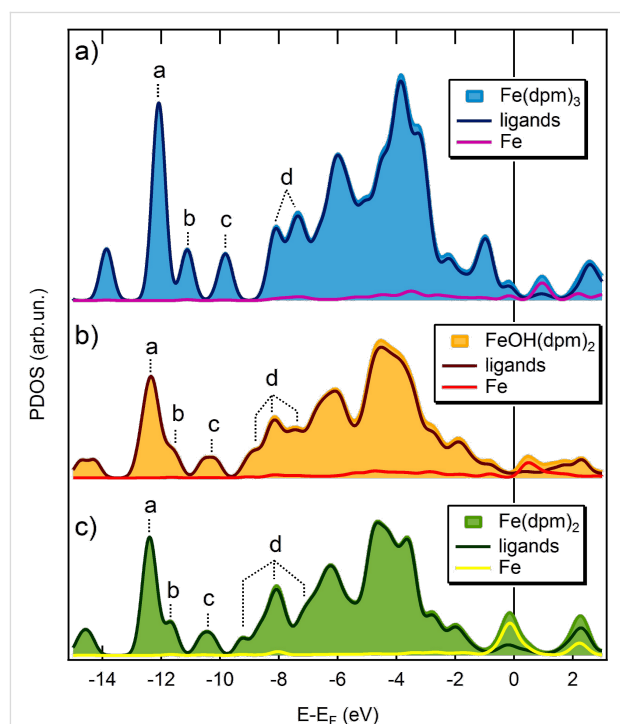 a)
a
b
c
d
Fe(dpm)₃
ligands
Fe
b)
a
b
c
d
FeOH(dpm)₂
ligands
Fe
c)
a
b
c
d
Fe(dpm)₂
ligands
Fe
PDOS (arb.un.)
-14 -12 -10 -8 -6 -4 -2 0 2
E-E_F (eV)